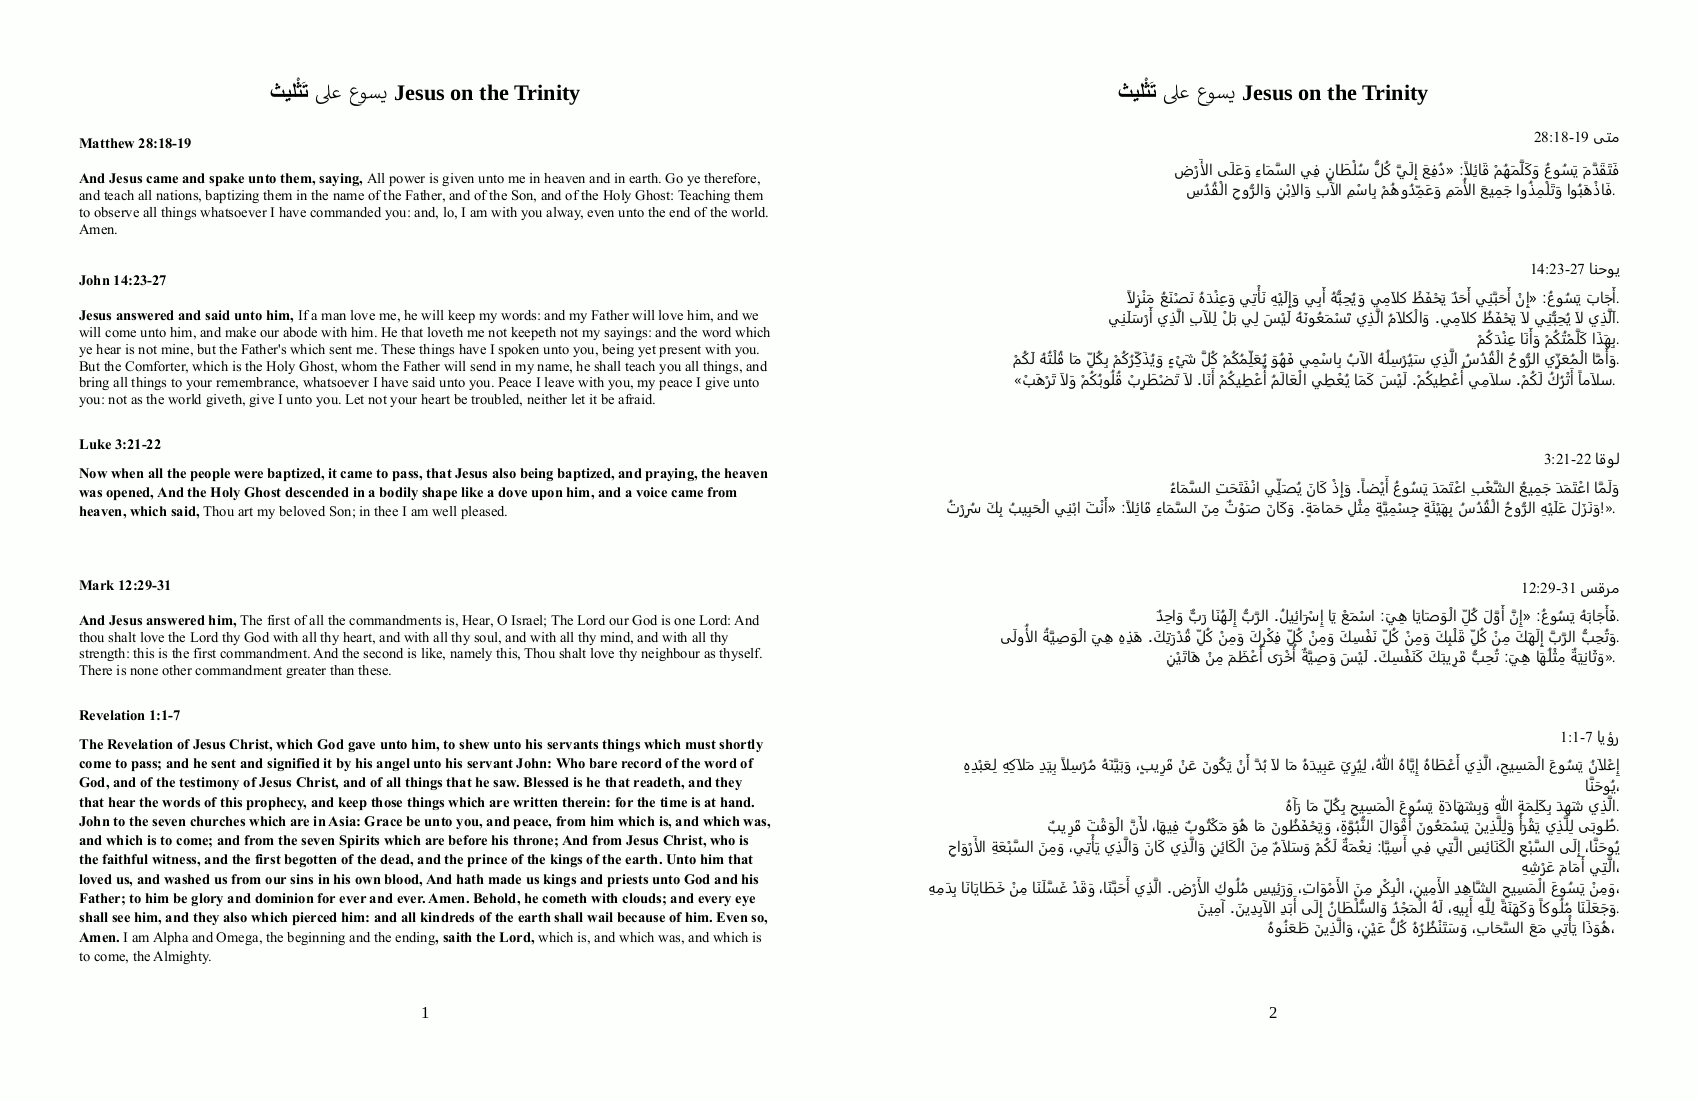 يسوع على تَثْليث Jesus on the Trinity
Matthew 28:18-19
And Jesus came and spake unto them, saying, All power is given unto me in heaven and in earth. Go ye therefore,
and teach all nations, baptizing them in the name of the Father, and of the Son, and of the Holy Ghost: Teaching them
to observe all things whatsoever I have commanded you: and, lo, I am with you alway, even unto the end of the world.
Amen.
John 14:23-27
Jesus answered and said unto him, If a man love me, he will keep my words: and my Father will love him, and we
will come unto him, and make our abode with him. He that loveth me not keepeth not my sayings: and the word which
ye hear is not mine, but the Father's which sent me. These things have I spoken unto you, being yet present with you.
But the Comforter, which is the Holy Ghost, whom the Father will send in my name, he shall teach you all things, and
bring all things to your remembrance, whatsoever I have said unto you. Peace I leave with you, my peace I give unto
you: not as the world giveth, give I unto you. Let not your heart be troubled, neither let it be afraid.
Luke 3:21-22
Now when all the people were baptized, it came to pass, that Jesus also being baptized, and praying, the heaven
was opened, And the Holy Ghost descended in a bodily shape like a dove upon him, and a voice came from
heaven, which said, Thou art my beloved Son; in thee I am well pleased.
Mark 12:29-31
And Jesus answered him, The first of all the commandments is, Hear, O Israel; The Lord our God is one Lord: And
thou shalt love the Lord thy God with all thy heart, and with all thy soul, and with all thy mind, and with all thy
strength: this is the first commandment. And the second is like, namely this, Thou shalt love thy neighbour as thyself.
There is none other commandment greater than these.
Revelation 1:1-7
The Revelation of Jesus Christ, which God gave unto him, to shew unto his servants things which must shortly
come to pass; and he sent and signified it by his angel unto his servant John: Who bare record of the word of
God, and of the testimony of Jesus Christ, and of all things that he saw. Blessed is he that readeth, and they
that hear the words of this prophecy, and keep those things which are written therein: for the time is at hand.
John to the seven churches which are in Asia: Grace be unto you, and peace, from him which is, and which was,
and which is to come; and from the seven Spirits which are before his throne; And from Jesus Christ, who is
the faithful witness, and the first begotten of the dead, and the prince of the kings of the earth. Unto him that
loved us, and washed us from our sins in his own blood, And hath made us kings and priests unto God and his
Father; to him be glory and dominion for ever and ever. Amen. Behold, he cometh with clouds; and every eye
shall see him, and they also which pierced him: and all kindreds of the earth shall wail because of him. Even so,
Amen. I am Alpha and Omega, the beginning and the ending, saith the Lord, which is, and which was, and which is
to come, the Almighty.
1
يسوع على تَثْليث Jesus on the Trinity
متى 19-28:18
فَتَقَدَّمَ يَسُوعُ وَكَلَّمَهُمْ قَائِلاً: «دُفِعَ إِلَيَّ كُلُّ سُلْطَانٍ فِي السَّمَاءِ وَعَلَى الأَرْضِ
فَاذْهَبُوا وَتَلْمِذُوا جَمِيعَ الأُمَمِ وَعَمِّدُوهُمْ بِاسْمِ الآبِ وَالاِبْنِ وَالرُّوحِ الْقُدُسِ.
يوحنا 27-14:23
أَجَابَ يَسُوعُ: «إِنْ أَحَبَّنِي أَحَدٌ يَحْفَظْ كلاَمِي وَيُحِبُّهُ أَبِي وَإِلَيْهِ نَأْتِي وَعِنْدَهُ نَصْنَعُ مَنْزِلاً.
اَلَّذِي لاَ يُحِبُّنِي لاَ يَحْفَظُ كلاَمِي. وَالْكلاَمُ الَّذِي تَسْمَعُونَهُ لَيْسَ لِي بَلْ لِلآبِ الَّذِي أَرْسَلَنِي.
بِهَذَا كَلَّمْتُكُمْ وَأَنَا عِنْدَكُمْ.
وَأَمَّا الْمُعَزِّي الرُّوحُ الْقُدُسُ الَّذِي سَيُرْسِلُهُ الآبُ بِاسْمِي فَهُوَ يُعَلِّمُكُمْ كُلَّ شَيْءٍ وَيُذَكِّرُكُمْ بِكُلِّ مَا قُلْتُهُ لَكُمْ.
سلاَماً أَتْرُكُ لَكُمْ. سلاَمِي أُعْطِيكُمْ. لَيْسَ كَمَا يُعْطِي الْعَالَمُ أُعْطِيكُمْ أَنَا. لاَ تَضْطَرِبْ قُلُوبُكُمْ وَلاَ تَرْهَبْ».
لوقا 22-3:21
وَلَمَّا اعْتَمَدَ جَمِيعُ الشَّعْبِ اعْتَمَدَ يَسُوعُ أَيْضاً. وَإِذْ كَانَ يُصَلِّي انْفَتَحَتِ السَّمَاءُ
وَنَزَلَ عَلَيْهِ الرُّوحُ الْقُدُسُ بِهَيْئَةٍ جِسْمِيَّةٍ مِثْلِ حَمَامَةٍ. وَكَانَ صَوْتٌ مِنَ السَّمَاءِ قَائِلاً: «أَنْتَ ابْنِي الْحَبِيبُ بِكَ سُرِرْتُ!».
مرقس 31-12:29
فَأَجَابَهُ يَسُوعُ: «إِنَّ أَوَّلَ كُلِّ الْوَصَايَا هِيَ: اسْمَعْ يَا إِسْرَائِيلُ. الرَّبُّ إِلَهُنَا رَبٌّ وَاحِدٌ.
وَتُحِبُّ الرَّبَّ إِلَهَكَ مِنْ كُلِّ قَلْبِكَ وَمِنْ كُلِّ نَفْسِكَ وَمِنْ كُلِّ فِكْرِكَ وَمِنْ كُلِّ قُدْرَتِكَ. هَذِهِ هِيَ الْوَصِيَّةُ الأُولَى.
وَثَانِيَةٌ مِثْلُهَا هِيَ: تُحِبُّ قَرِيبَكَ كَنَفْسِكَ. لَيْسَ وَصِيَّةٌ أُخْرَى أَعْظَمَ مِنْ هَاتَيْنِ».
رؤيا 7-1:1
إِعْلاَنُ يَسُوعَ الْمَسِيحِ، الَّذِي أَعْطَاهُ إِيَّاهُ اللهُ، لِيُرِيَ عَبِيدَهُ مَا لاَ بُدَّ أَنْ يَكُونَ عَنْ قَرِيبٍ، وَبَيَّنَهُ مُرْسِلاً بِيَدِ مَلاَكِهِ لِعَبْدِهِ
يُوحَنَّا،
الَّذِي شَهِدَ بِكَلِمَةِ اللهِ وَبِشَهَادَةِ يَسُوعَ الْمَسِيحِ بِكُلِّ مَا رَآهُ.
طُوبَى لِلَّذِي يَقْرَأُ وَلِلَّذِينَ يَسْمَعُونَ أَقْوَالَ النُّبُوَّةِ، وَيَحْفَظُونَ مَا هُوَ مَكْتُوبٌ فِيهَا، لأَنَّ الْوَقْتَ قَرِيبٌ.
يُوحَنَّا، إِلَى السَّبْعِ الْكَنَائِسِ الَّتِي فِي أَسِيَّا: نِعْمَةٌ لَكُمْ وَسَلاَمٌ مِنَ الْكَائِنِ وَالَّذِي كَانَ وَالَّذِي يَأْتِي، وَمِنَ السَّبْعَةِ الأَرْوَاحِ
الَّتِي أَمَامَ عَرْشِهِ،
وَمِنْ يَسُوعَ الْمَسِيحِ الشَّاهِدِ الأَمِينِ، الْبِكْرِ مِنَ الأَمْوَاتِ، وَرَئِيسِ مُلُوكِ الأَرْضِ. الَّذِي أَحَبَّنَا، وَقَدْ غَسَّلَنَا مِنْ خَطَايَانَا بِدَمِهِ،
وَجَعَلَنَا مُلُوكاً وَكَهَنَةً لِلَّهِ أَبِيهِ، لَهُ الْمَجْدُ وَالسُّلْطَانُ إِلَى أَبَدِ الآبِدِينَ. آمِينَ.
هُوَذَا يَأْتِي مَعَ السَّحَابِ، وَسَتَنْظُرُهُ كُلُّ عَيْنٍ، وَالَّذِينَ طَعَنُوهُ،
2